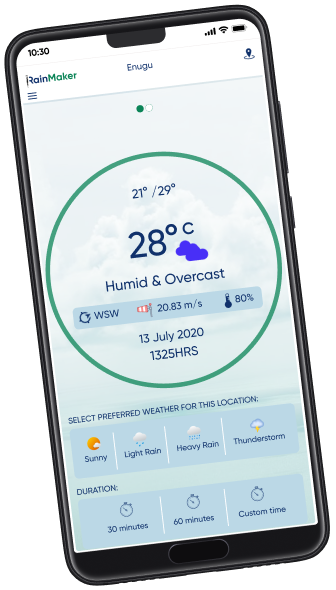 10:30
iRainMaker
Enugu
21° /29°
28°C
Humid & Overcast
WSW 20.83 m/s 80%
13 July 2020
1325HRS
SELECT PREFERRED WEATHER FOR THIS LOCATION:
Sunny Light Rain Heavy Rain Thunderstorm
DURATION:
30 minutes 60 minutes Custom time